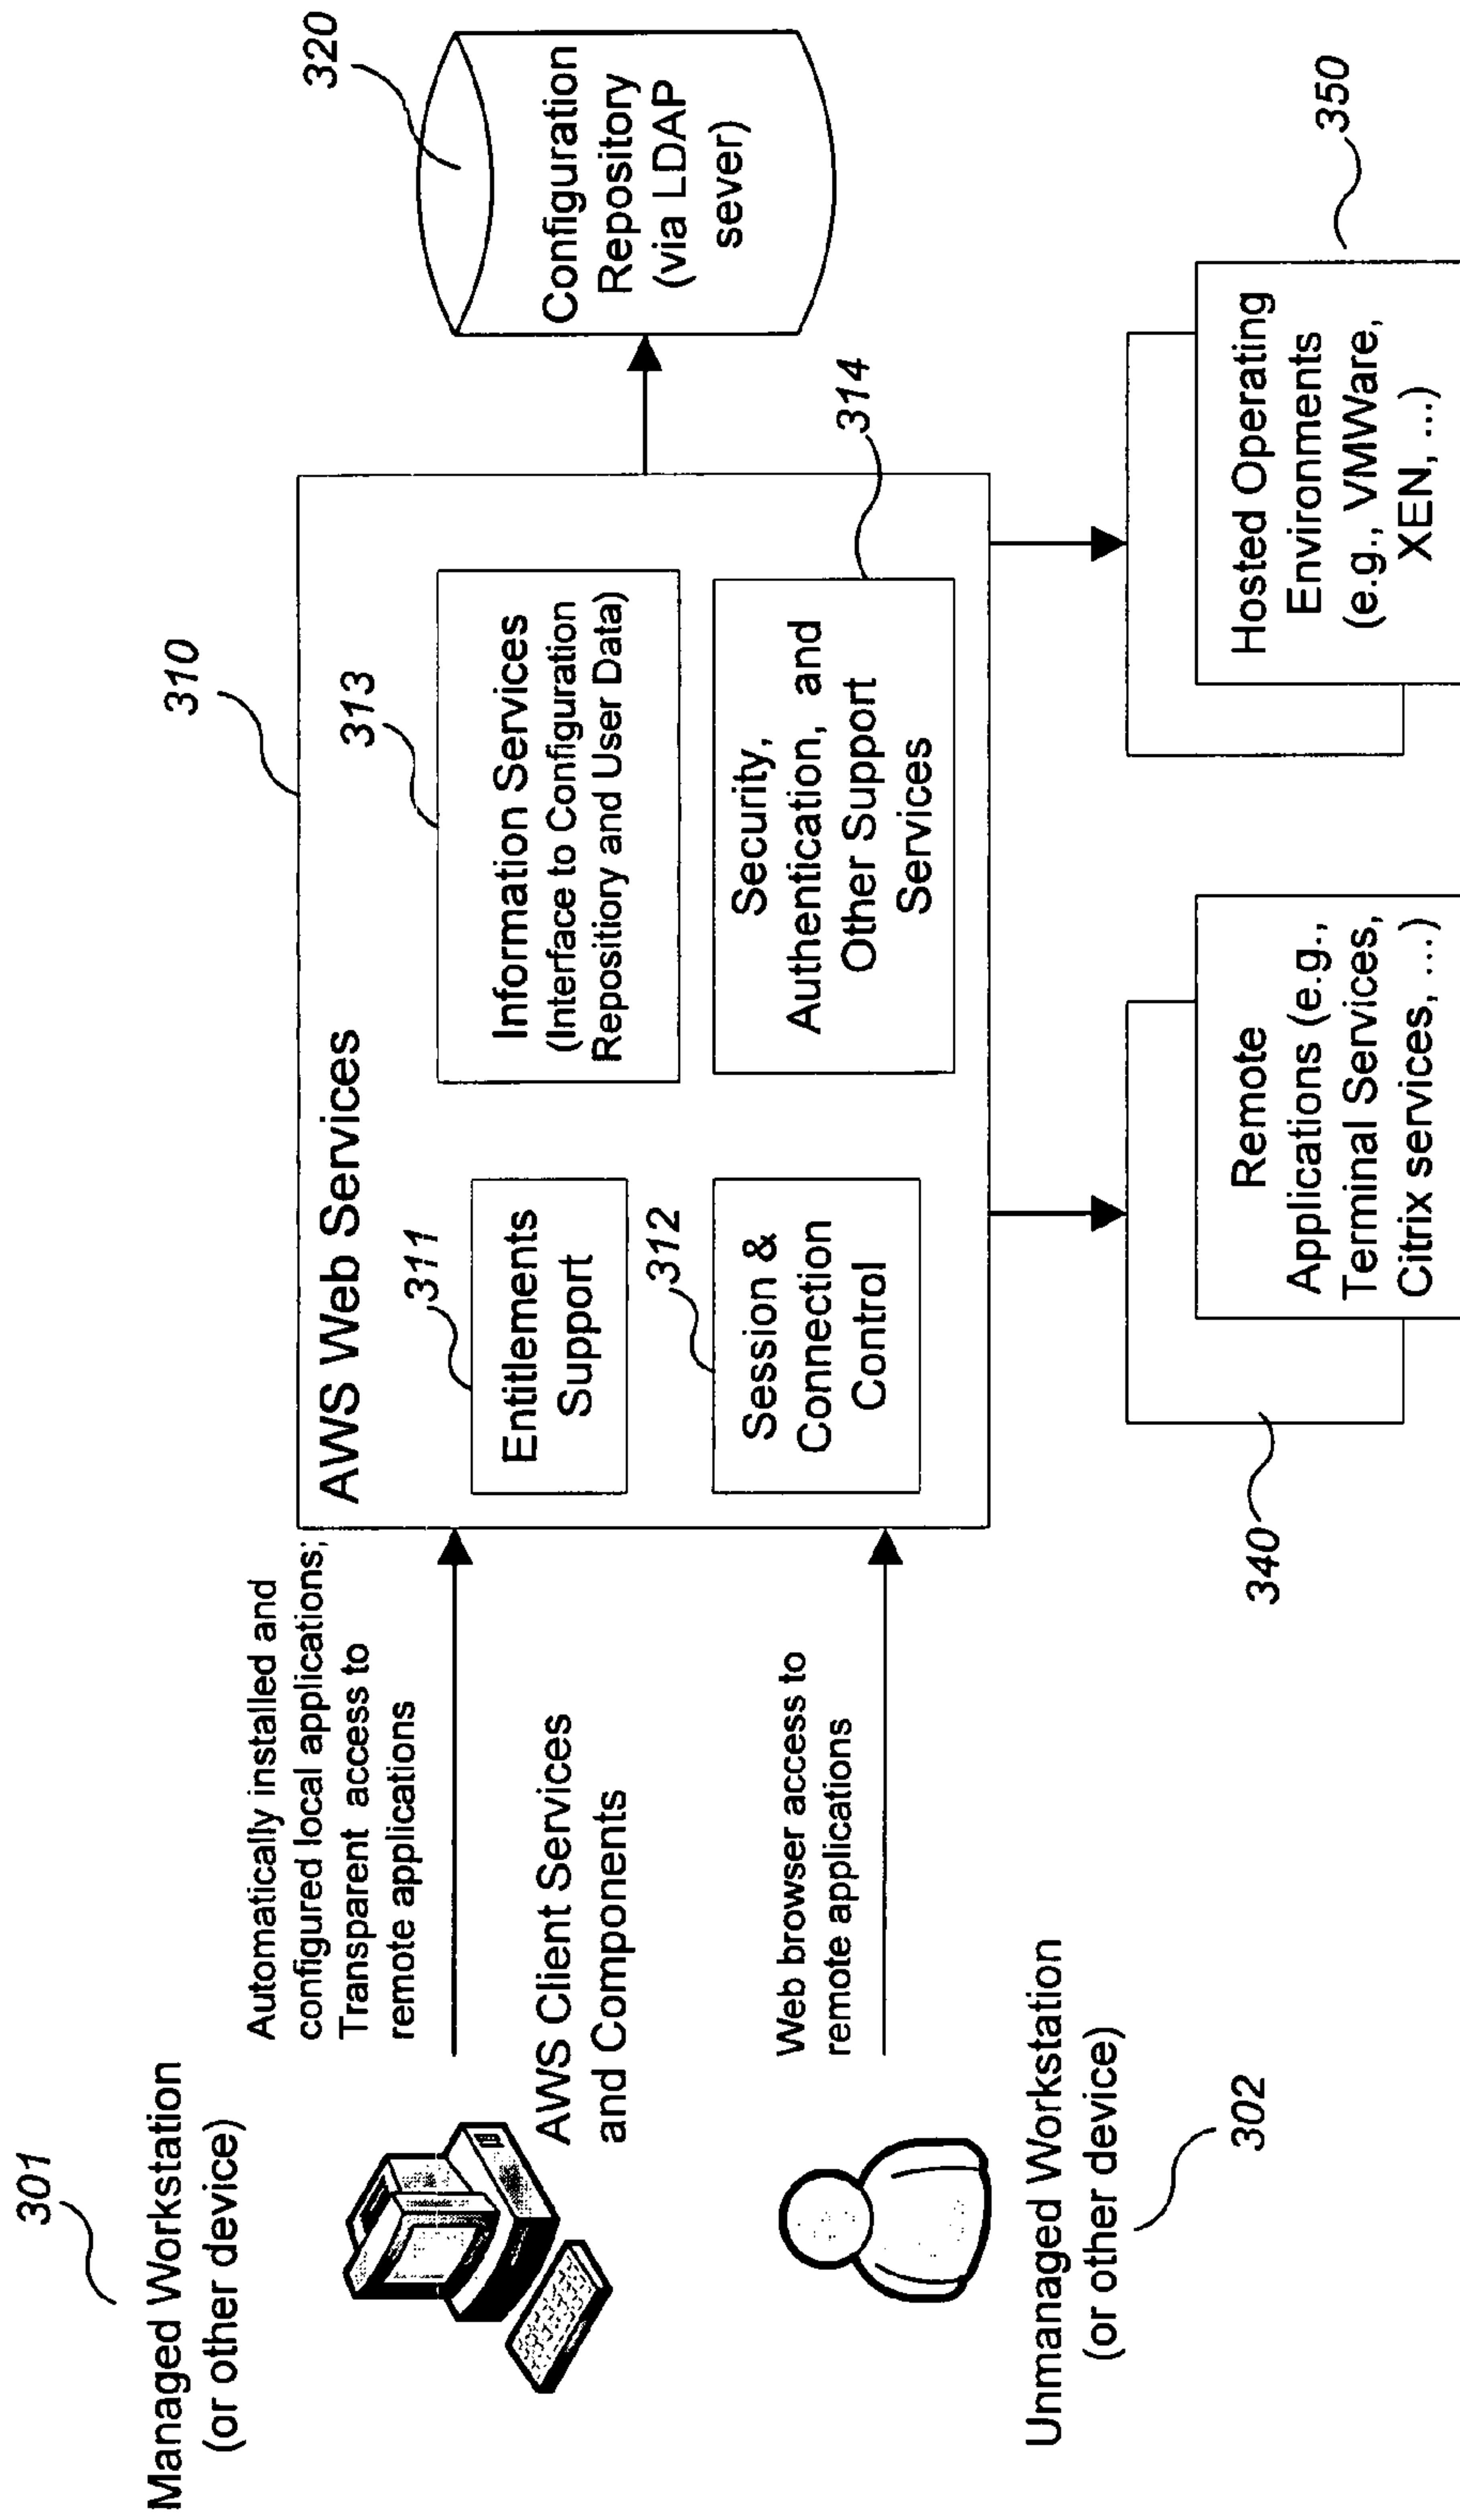 301
Managed Workstation
(or other device)
Automatically installed and
configured local applications;
Transparent access to
remote applications
AWS Client Services
and Components
Web browser access to
remote applications
Unmanaged Workstation
(or other device)
302
310
AWS Web Services
311
Entitlements
Support
312
Session &
Connection
Control
313
Information Services
(Interface to Configuration
Repositiory and User Data)
314
Security,
Authentication, and
Other Support
Services
320
Configuration
Repository
(via LDAP
sever)
340
Remote
Applications (e.g.,
Terminal Services,
Citrix services, ...)
350
Hosted Operating
Environments
(e.g., VMWare,
XEN, ...)